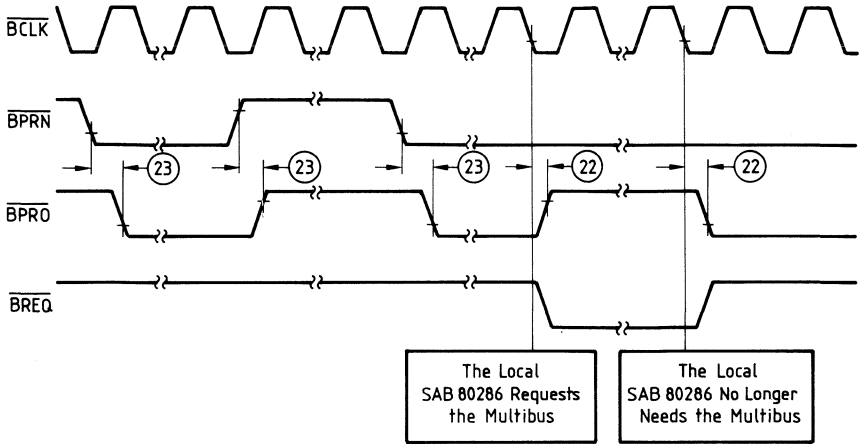 BCLK
BPRN
23 23 23 22 22
BPRO
BREQ
The Local
SAB 80286 Requests
the Multibus
The Local
SAB 80286 No Longer
Needs the Multibus